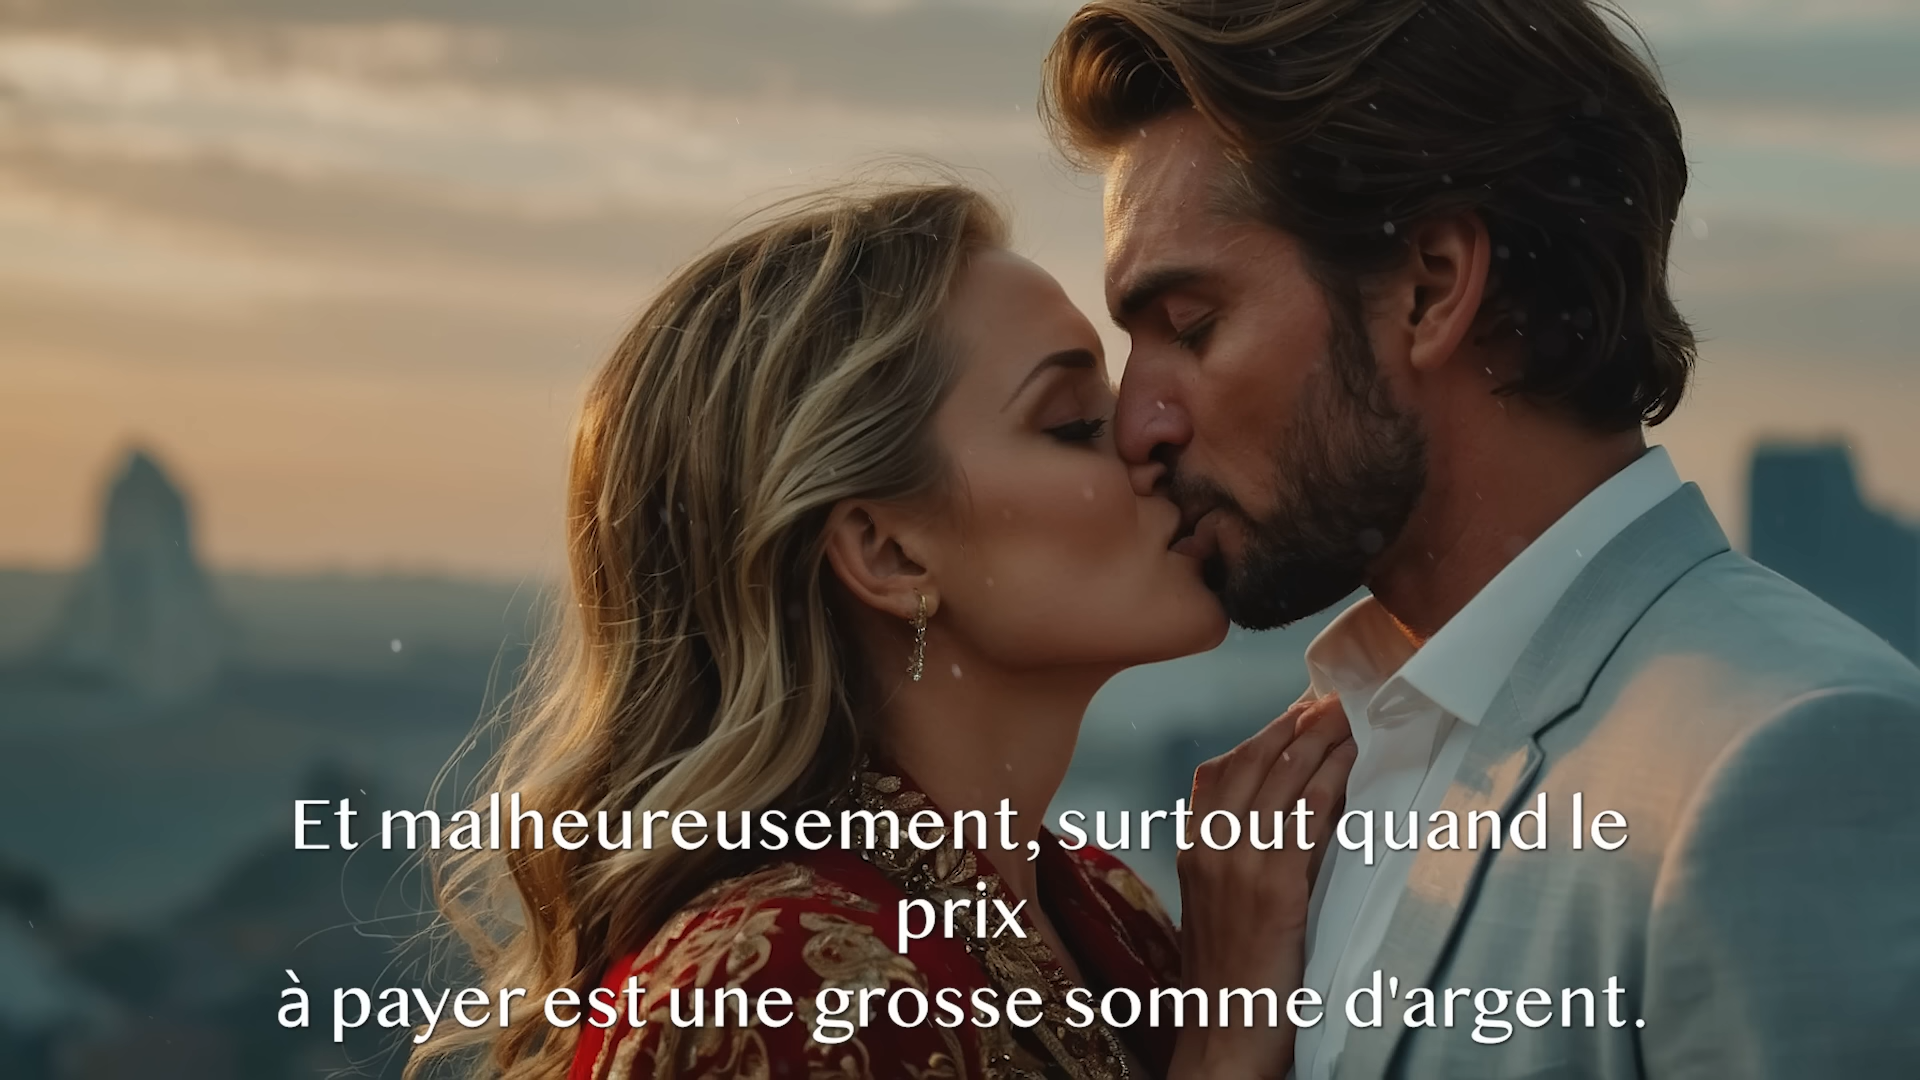 Et malheureusement, surtout quand le
prix
à payer est une grosse somme d'argent.